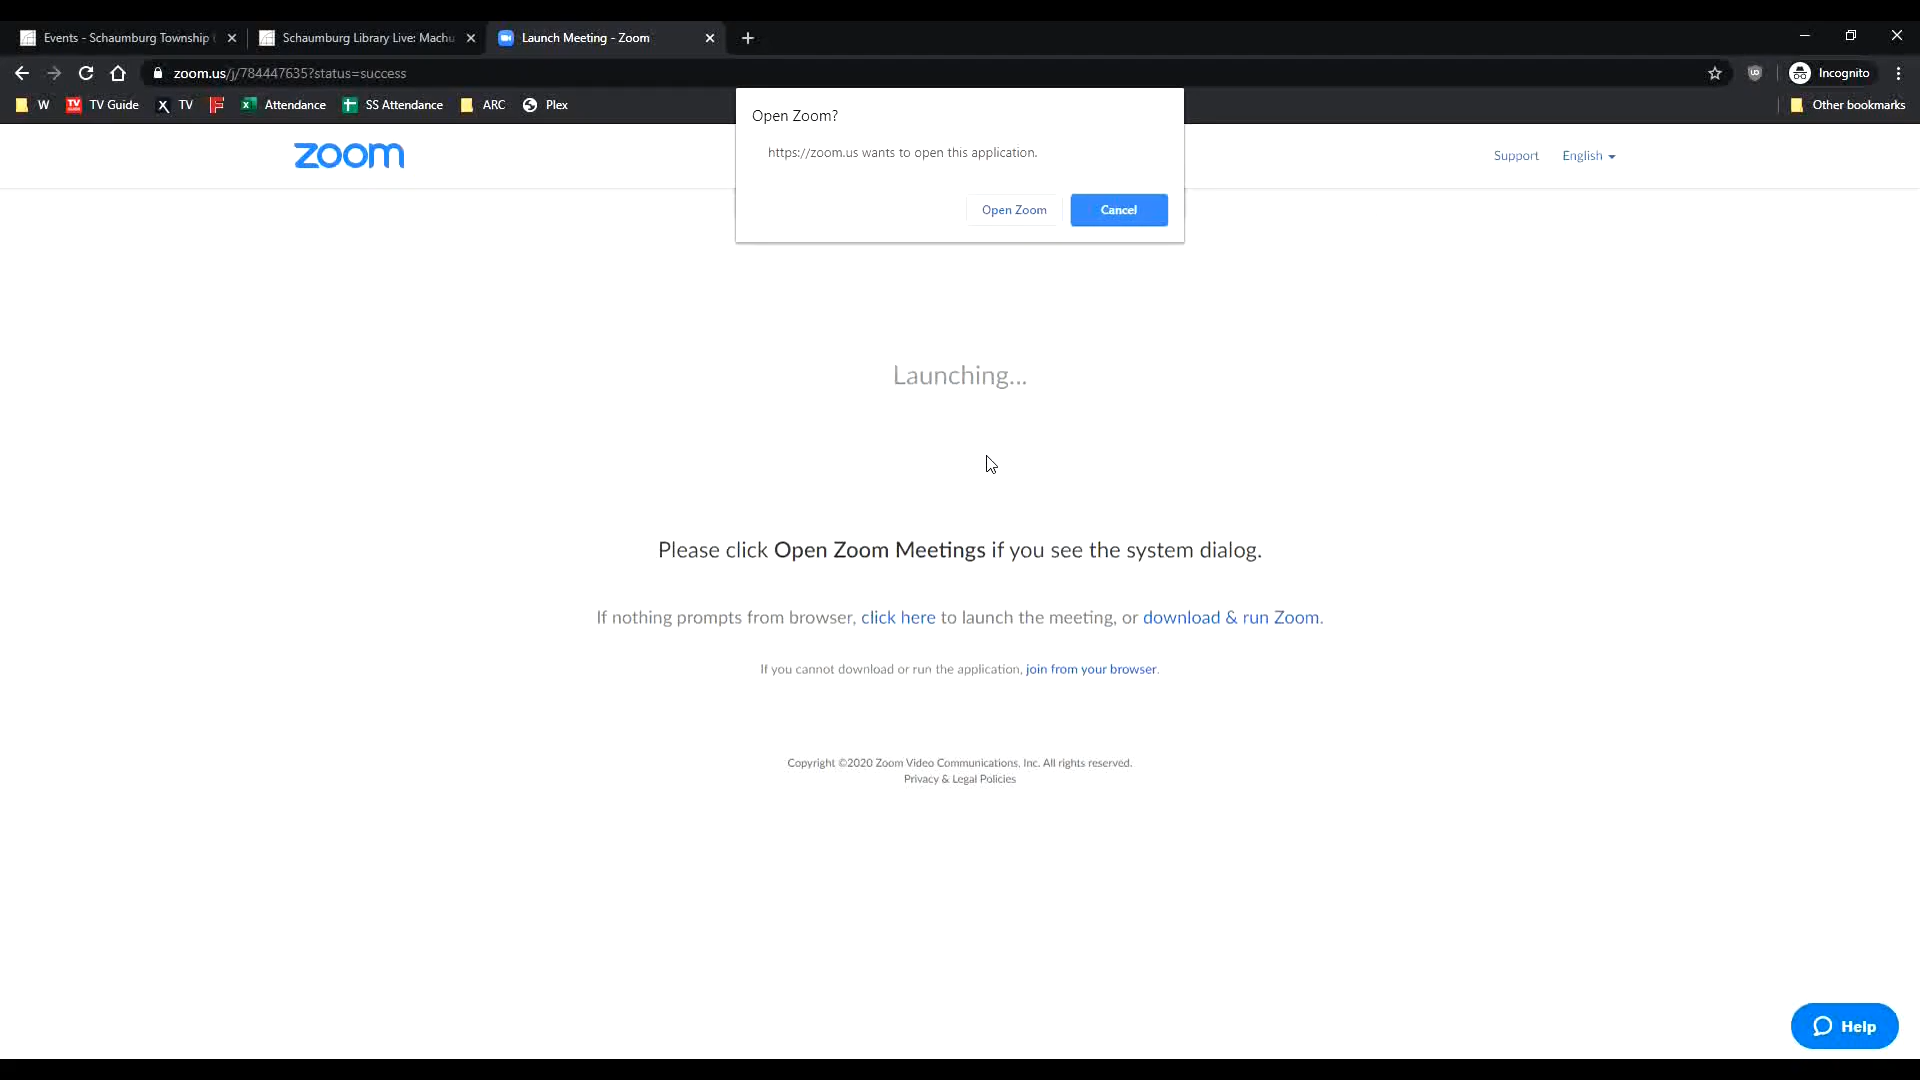 Events - Schaumburg Township
Schaumburg Library Live: Machu
Launch Meeting - Zoom
zoom.us/j/784447635?status=success
Incognito
W
TV Guide
TV
Attendance
SS Attendance
ARC
Plex
Other bookmarks
Open Zoom?
https://zoom.us wants to open this application.
Open Zoom
Cancel
zoom
Support
English
Launching...
Please click Open Zoom Meetings if you see the system dialog.
If nothing prompts from browser, click here to launch the meeting, or download & run Zoom.
If you cannot download or run the application, join from your browser.
Copyright ©2020 Zoom Video Communications, Inc. All rights reserved.
Privacy & Legal Policies
Help